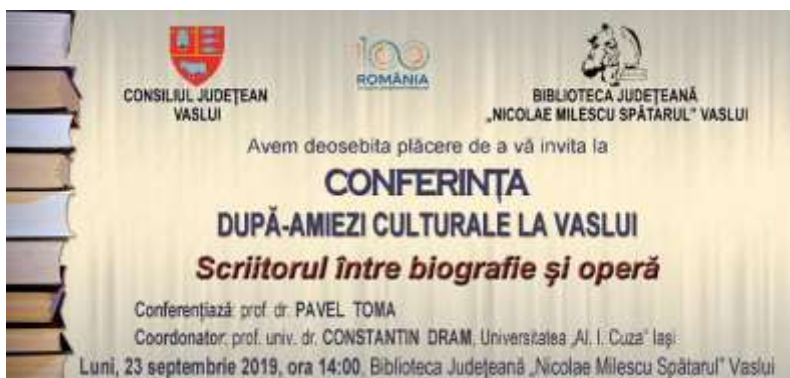 CONSILIUL JUDEȚEAN
VASLUI
100
ROMÂNIA
BIBLIOTECA JUDEȚEANĂ
„NICOLAE MILESCU SPĂTARUL” VASLUI
Avem deosebita plăcere de a vă invita la
CONFERINȚA
DUPĂ-AMIEZI CULTURALE LA VASLUI
Scriitorul între biografie și operă
Conferențiază: prof. dr. PAVEL TOMA
Coordonator: prof. univ. dr. CONSTANTIN DRAM, Universitatea „Al. I. Cuza” Iași
Luni, 23 septembrie 2019, ora 14:00, Biblioteca Județeană „Nicolae Milescu Spătarul” Vaslui